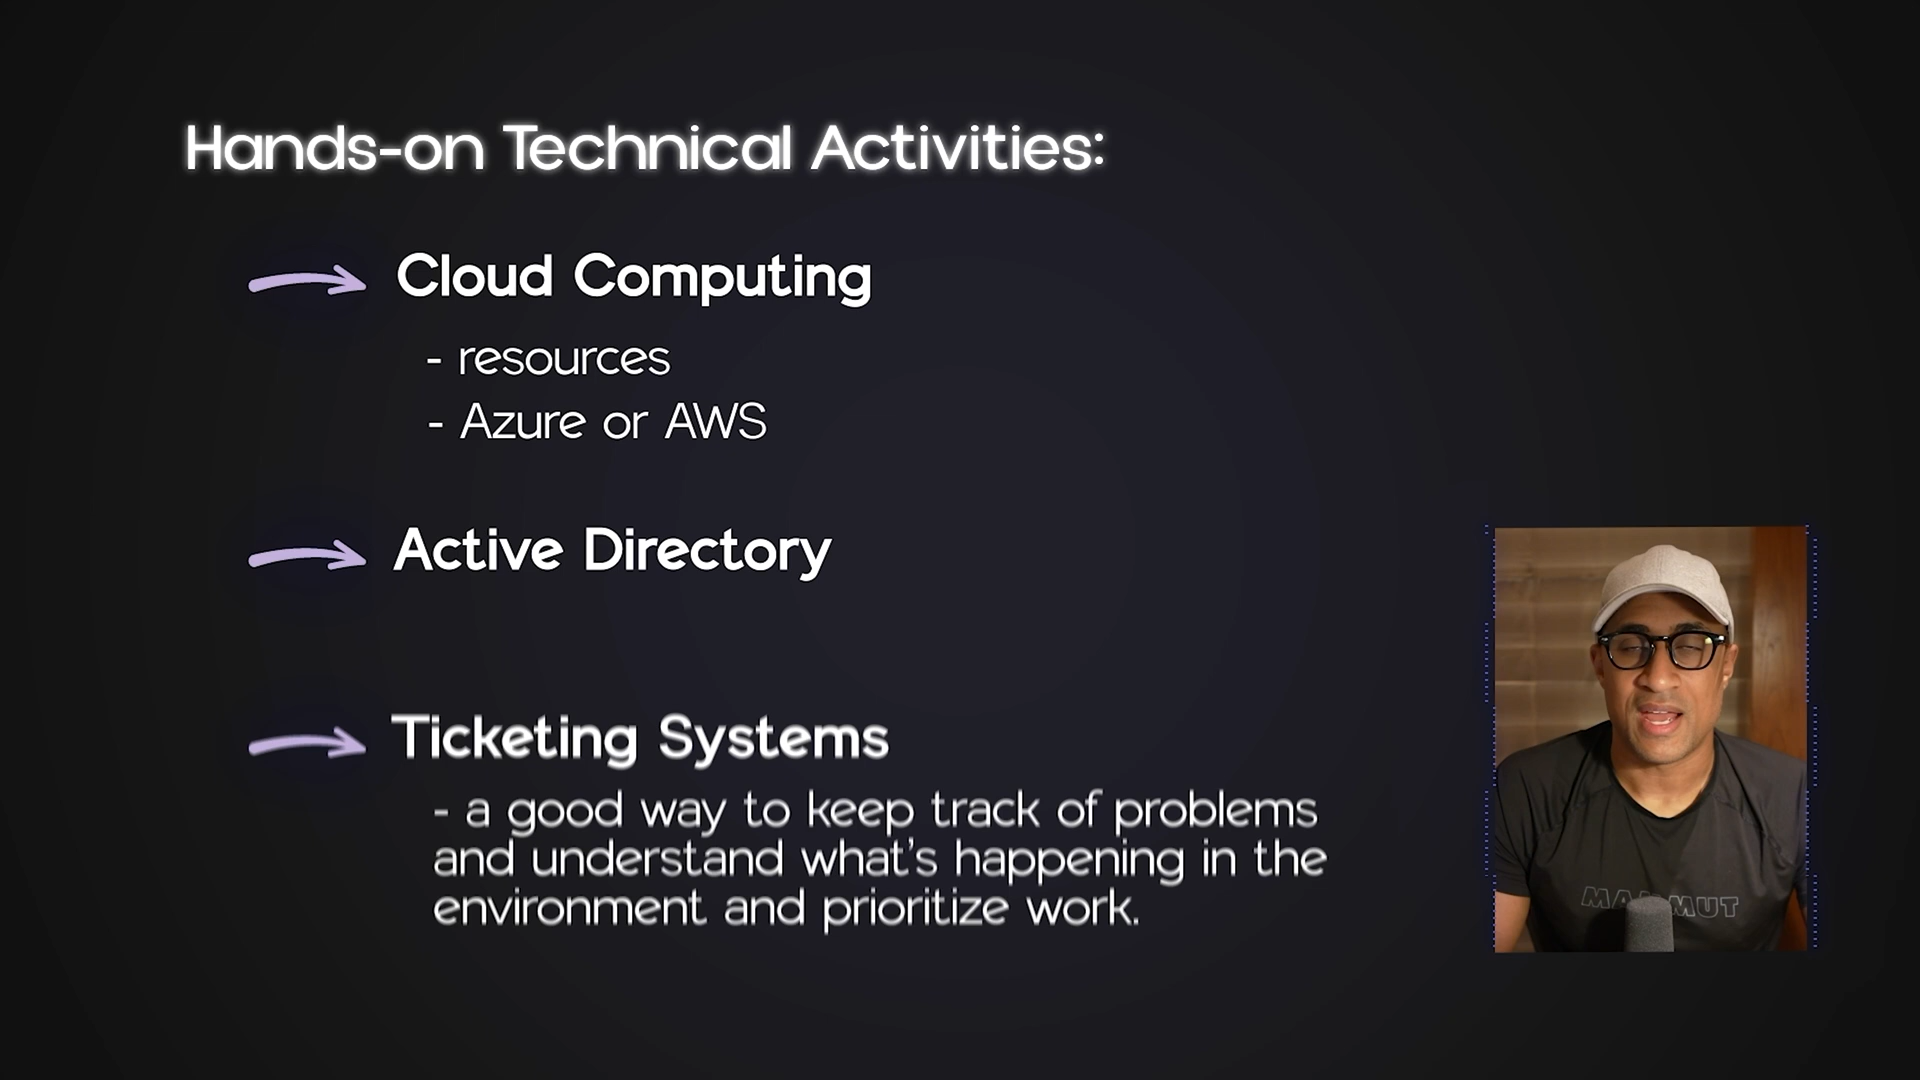 Hands-on Technical Activities:
Cloud Computing
- resources
- Azure or AWS
Active Directory
Ticketing Systems
- a good way to keep track of problems
and understand what's happening in the
environment and prioritize work.